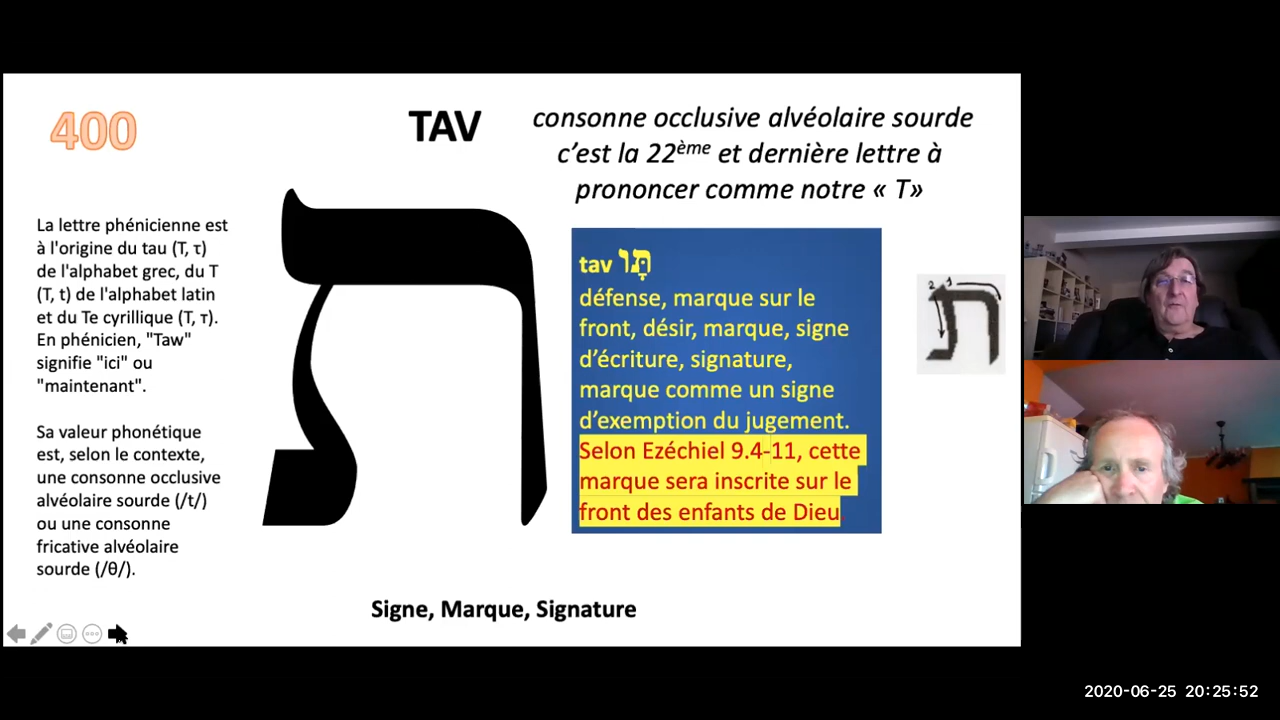 400
TAV
consonne occlusive alvéolaire sourde
c’est la 22ème et dernière lettre à
prononcer comme notre « T»
La lettre phénicienne est
à l'origine du tau (T, τ)
de l'alphabet grec, du T
(T, t) de l'alphabet latin
et du Te cyrillique (Т, т).
En phénicien, "Taw"
signifie "ici" ou
"maintenant".
Sa valeur phonétique
est, selon le contexte,
une consonne occlusive
alvéolaire sourde (/t/)
ou une consonne
fricative alvéolaire
sourde (/θ/).
ת
tav תָּו
défense, marque sur le
front, désir, marque, signe
d’écriture, signature,
marque comme un signe
d’exemption du jugement.
Selon Ezéchiel 9.4-11, cette
marque sera inscrite sur le
front des enfants de Dieu.
2 1
ת
Signe, Marque, Signature
2020-06-25 20:25:52